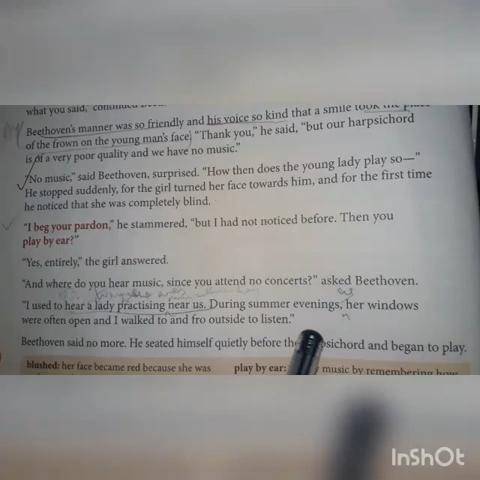 what you said," continued
Beethoven's manner was so friendly and his voice so kind that a smile took the place
of the frown on the young man's face. "Thank you," he said, "but our harpsichord
is of a very poor quality and we have no music."
"No music," said Beethoven, surprised. "How then does the young lady play so—"
He stopped suddenly, for the girl turned her face towards him, and for the first time
he noticed that she was completely blind.
"I beg your pardon," he stammered, "but I had not noticed before. Then you
play by ear?"
"Yes, entirely," the girl answered.
"And where do you hear music, since you attend no concerts?" asked Beethoven.
"I used to hear a lady practising near us. During summer evenings, her windows
were often open and I walked to and fro outside to listen."
Beethoven said no more. He seated himself quietly before the and began to play.
blushed: her face became red because she was
play by ear: music by remembering how
InShOt